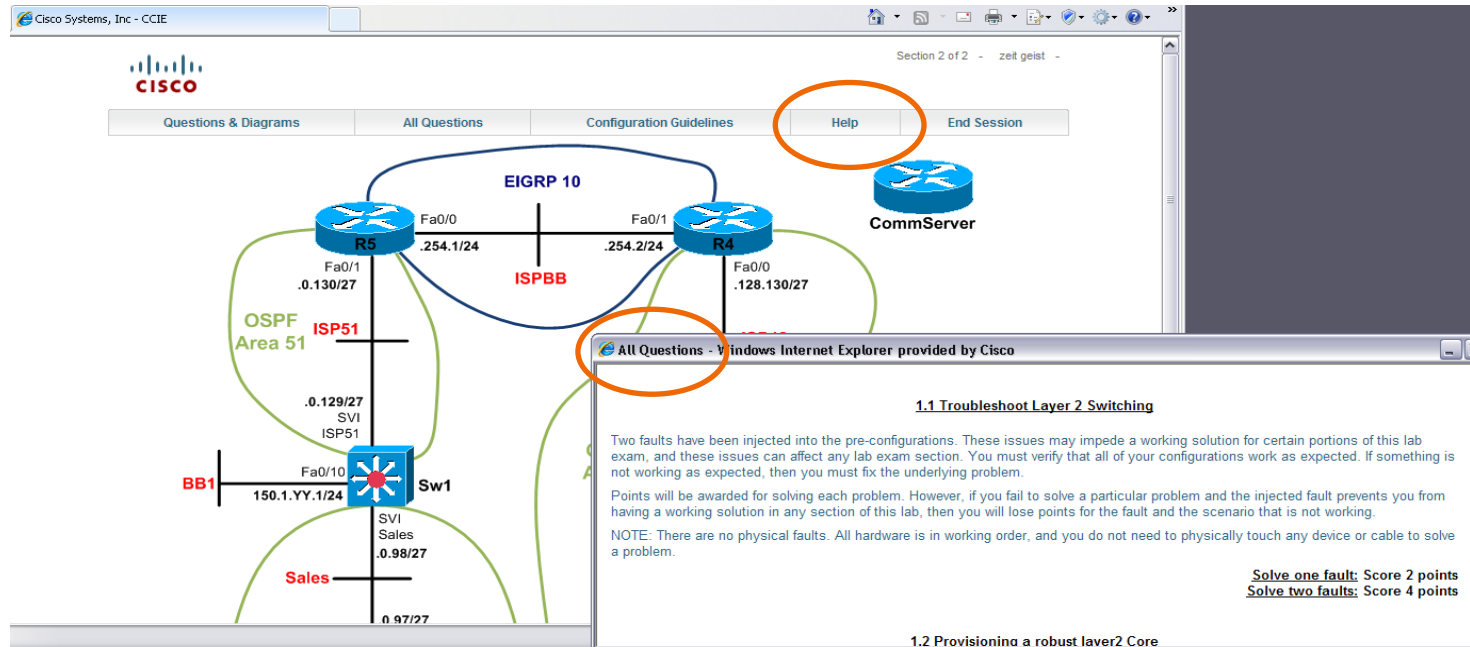 Cisco Systems, Inc - CCIE
Section 2 of 2 - zeit geist -
CISCO
Questions & Diagrams
All Questions
Configuration Guidelines
Help
End Session
EIGRP 10
CommServer
Fa0/0
Fa0/1
R5
.254.1/24
.254.2/24
R4
Fa0/1
.0.130/27
ISPBB
Fa0/0
.128.130/27
OSPF
Area 51
ISP51
.0.129/27
SVI
ISP51
Fa0/10
BB1
150.1.YY.1/24
Sw1
SVI
Sales
.0.98/27
Sales
0.97/27
All Questions - Windows Internet Explorer provided by Cisco
1.1 Troubleshoot Layer 2 Switching
Two faults have been injected into the pre-configurations. These issues may impede a working solution for certain portions of this lab
exam, and these issues can affect any lab exam section. You must verify that all of your configurations work as expected. If something is
not working as expected, then you must fix the underlying problem.
Points will be awarded for solving each problem. However, if you fail to solve a particular problem and the injected fault prevents you from
having a working solution in any section of this lab, then you will lose points for the fault and the scenario that is not working.
NOTE: There are no physical faults. All hardware is in working order, and you do not need to physically touch any device or cable to solve
a problem.
Solve one fault: Score 2 points
Solve two faults: Score 4 points
1.2 Provisioning a robust layer2 Core